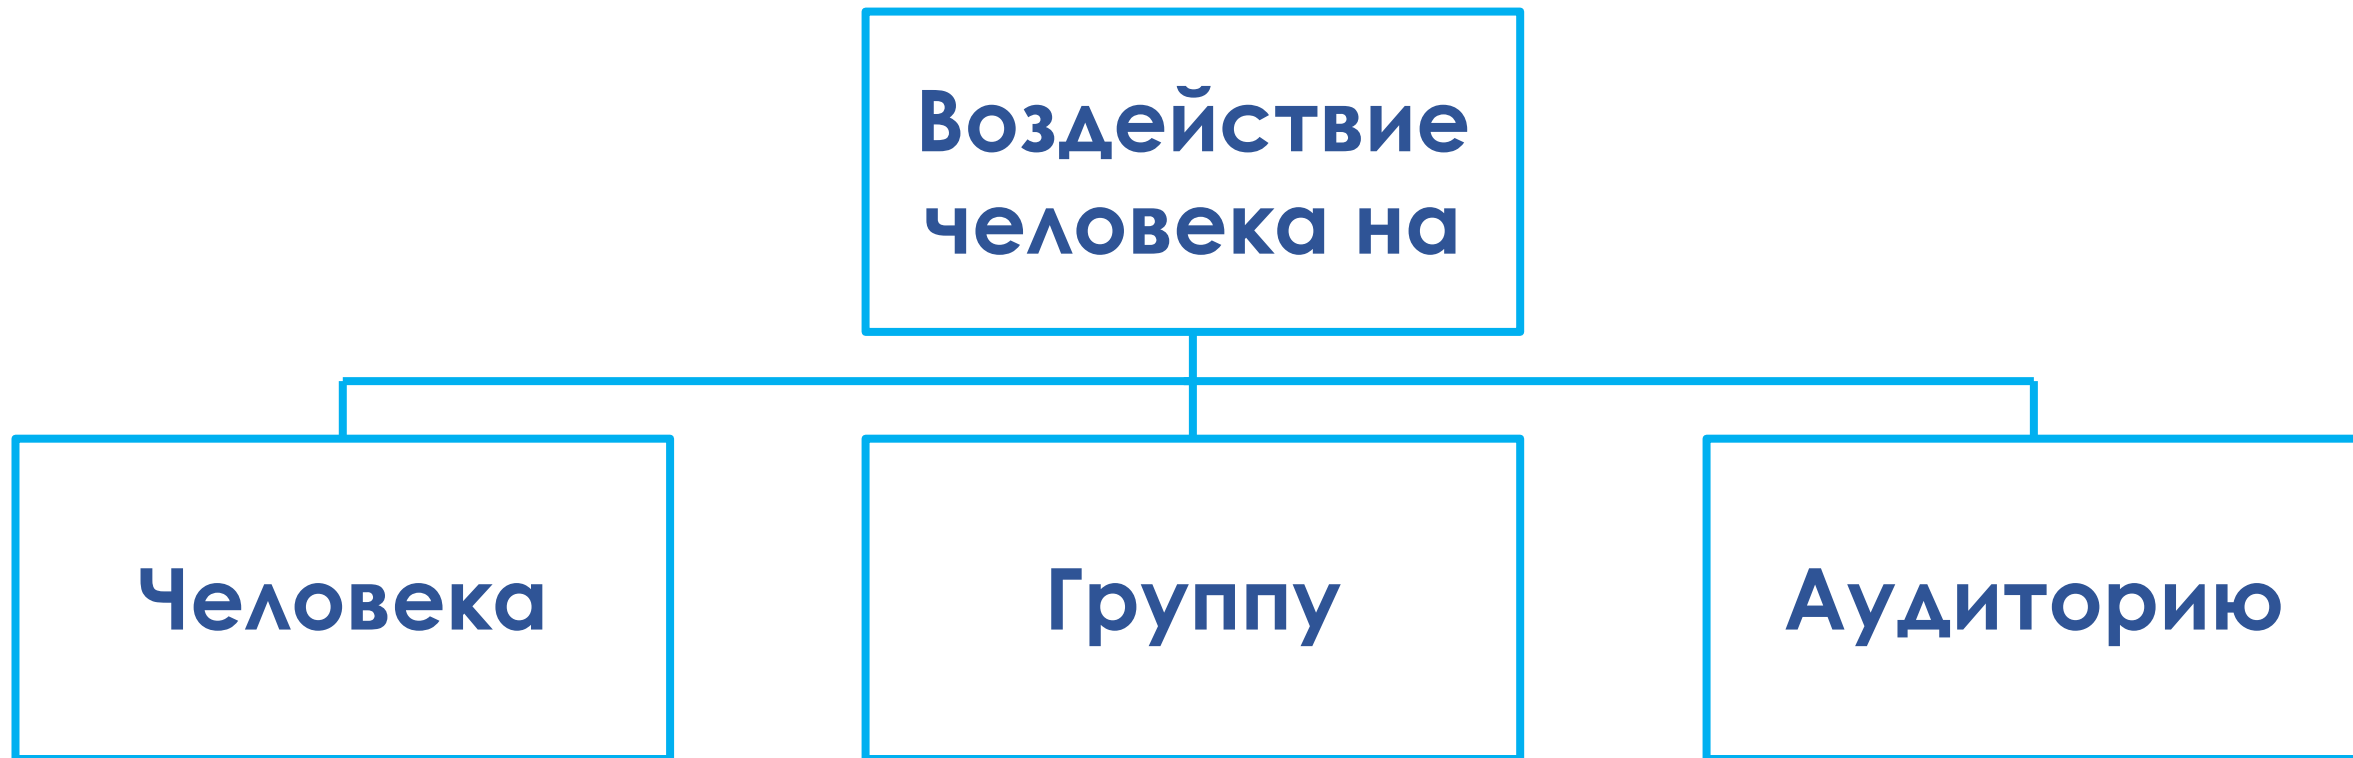 Воздействие
человека на
Человека
Группу
Аудиторию